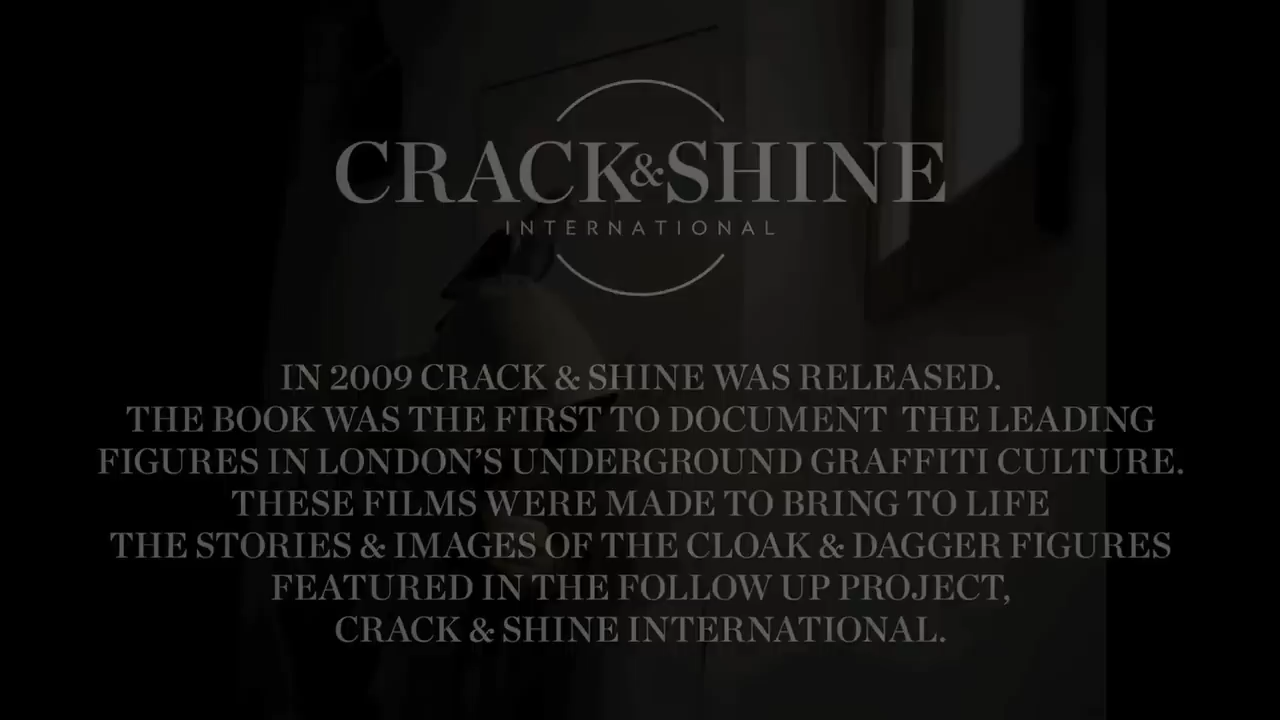 CRACK&SHINE
INTERNATIONAL
IN 2009 CRACK & SHINE WAS RELEASED.
THE BOOK WAS THE FIRST TO DOCUMENT THE LEADING
FIGURES IN LONDON'S UNDERGROUND GRAFFITI CULTURE.
THESE FILMS WERE MADE TO BRING TO LIFE
THE STORIES & IMAGES OF THE CLOAK & DAGGER FIGURES
FEATURED IN THE FOLLOW UP PROJECT,
CRACK & SHINE INTERNATIONAL.